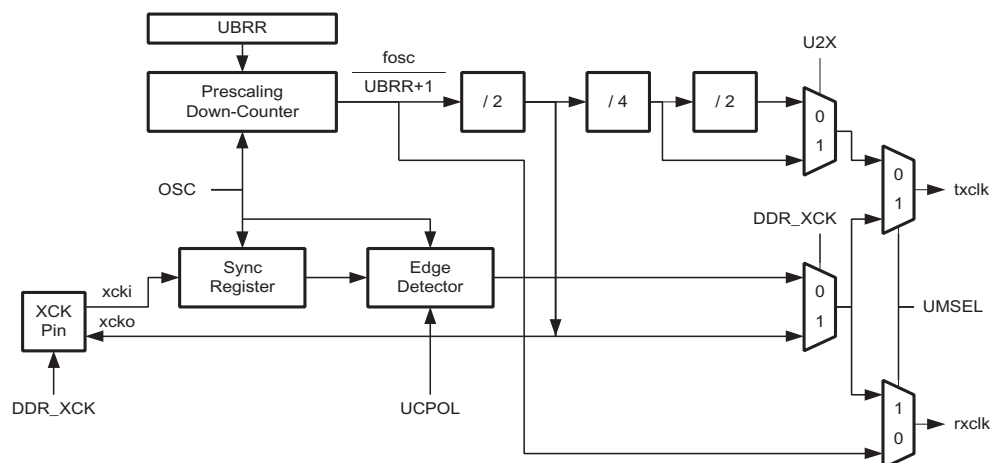 UBRR
fosc
U2X
Prescaling
Down-Counter
UBRR+1
/ 2
/ 4
/ 2
0
1
OSC
0
1
txclk
DDR_XCK
Sync
Register
Edge
Detector
xcki
0
1
XCK
Pin
xcko
UMSEL
DDR_XCK
UCPOL
1
0
rxclk